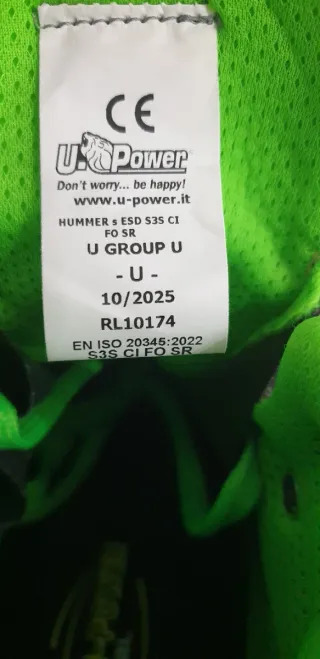 CE
U-Power
Don't worry... be happy!
www.u-power.it
HUMMER s ESD S3S CI
FO SR
U GROUP U
- U -
10/2025
RL10174
EN ISO 20345:2022
S3S CI FO SR